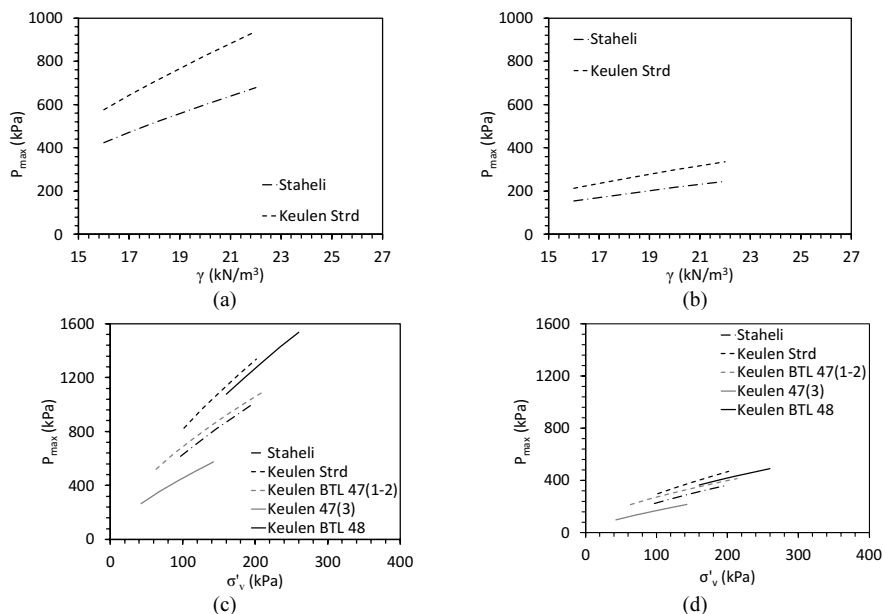 1000
800
600
400
200
0
P_max (kPa)
Staheli
Keulen Strd
15 17 19 21 23 25 27
γ (kN/m³)
(a)
1000
800
600
400
200
0
P_max (kPa)
Staheli
Keulen Strd
15 17 19 21 23 25 27
γ (kN/m³)
(b)
1600
1200
800
400
0
P_max (kPa)
Staheli
Keulen Strd
Keulen BTL 47(1-2)
Keulen 47(3)
Keulen BTL 48
0 100 200 300 400
σ'_v (kPa)
(c)
1600
1200
800
400
0
P_max (kPa)
Staheli
Keulen Strd
Keulen BTL 47(1-2)
Keulen 47(3)
Keulen BTL 48
0 100 200 300 400
σ'_v (kPa)
(d)